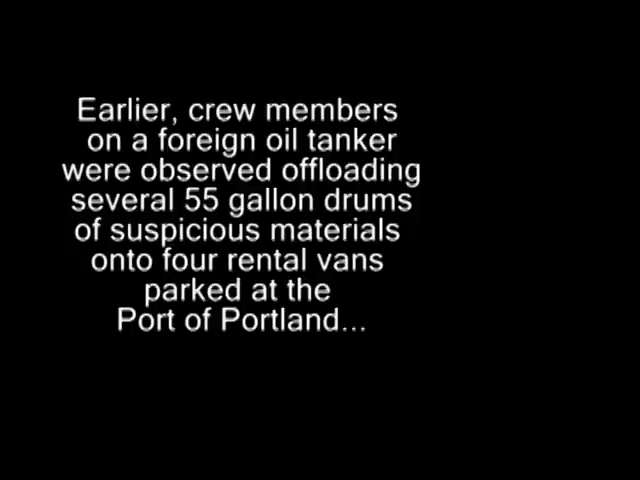 Earlier, crew members
on a foreign oil tanker
were observed offloading
several 55 gallon drums
of suspicious materials
onto four rental vans
parked at the
Port of Portland...